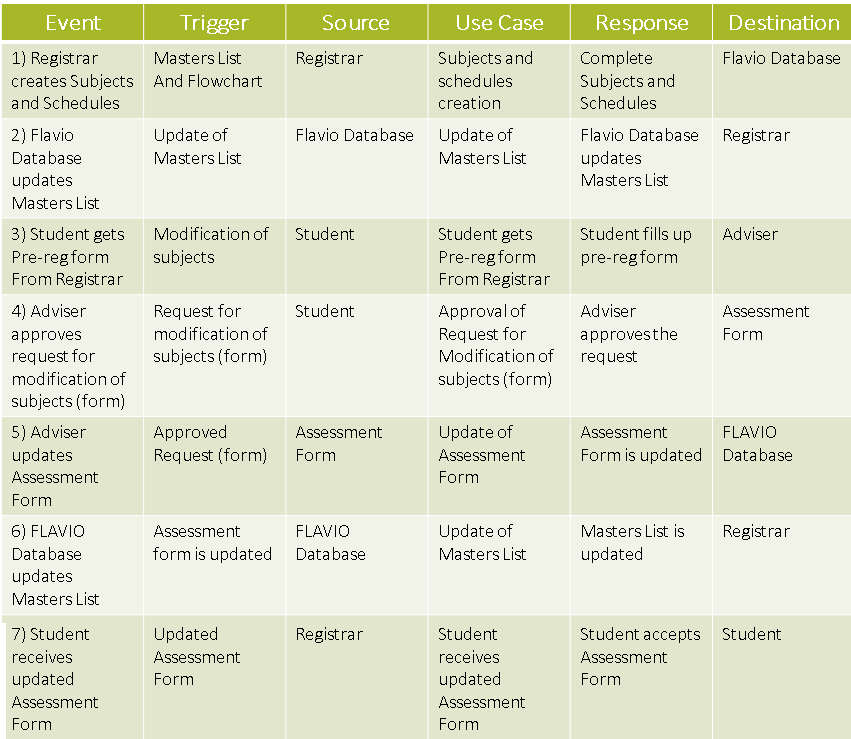 Event
Trigger
Source
Use Case
Response
Destination
1) Registrar
creates Subjects
and Schedules
Masters List
And Flowchart
Registrar
Subjects and
schedules
creation
Complete
Subjects and
Schedules
Flavio Database
2) Flavio
Database
updates
Masters List
Update of
Masters List
Flavio Database
Update of
Masters List
Flavio Database
updates
Masters List
Registrar
3) Student gets
Pre-reg form
From Registrar
Modification of
subjects
Student
Student gets
Pre-reg form
From Registrar
Student fills up
pre-reg form
Adviser
4) Adviser
approves
request for
modification of
subjects (form)
Request for
modification of
subjects (form)
Student
Approval of
Request for
Modification of
subjects (form)
Adviser
approves the
request
Assessment
Form
5) Adviser
updates
Assessment
Form
Approved
Request (form)
Assessment
Form
Update of
Assessment
Form
Assessment
Form is updated
FLAVIO
Database
6) FLAVIO
Database
updates
Masters List
Assessment
form is updated
FLAVIO
Database
Update of
Masters List
Masters List is
updated
Registrar
7) Student
receives
updated
Assessment
Form
Updated
Assessment
Form
Registrar
Student
receives
updated
Assessment
Form
Student accepts
Assessment
Form
Student